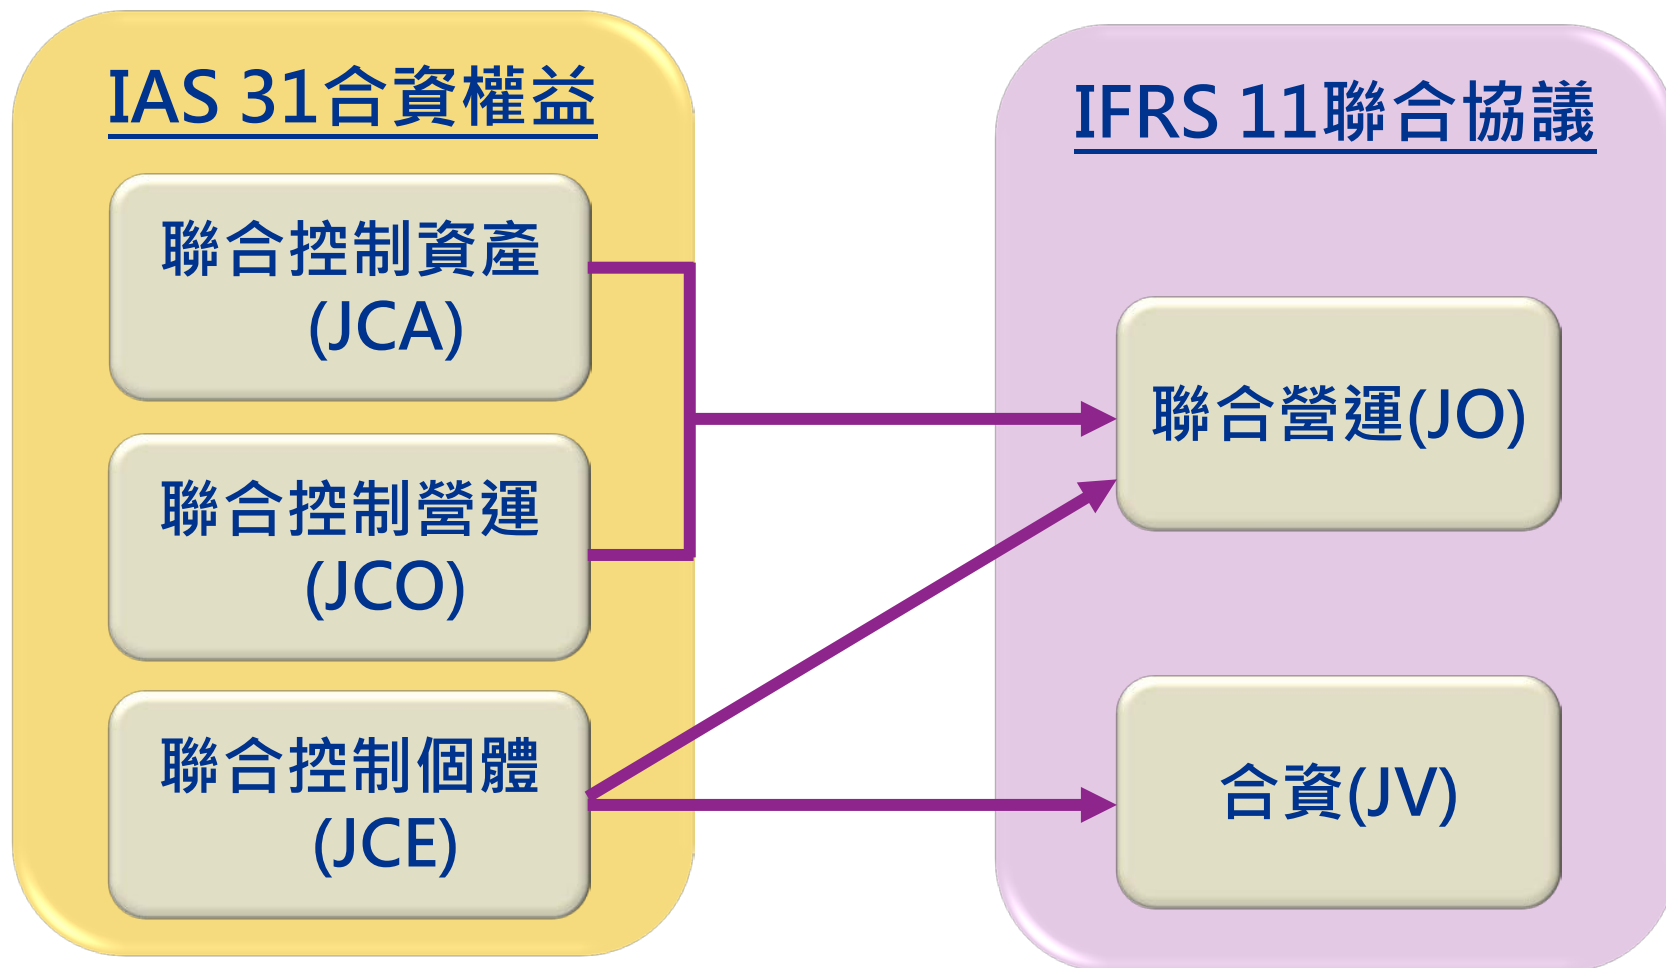 IAS 31合資權益
聯合控制資產
(JCA)
聯合控制營運
(JCO)
聯合控制個體
(JCE)
IFRS 11聯合協議
聯合營運(JO)
合資(JV)